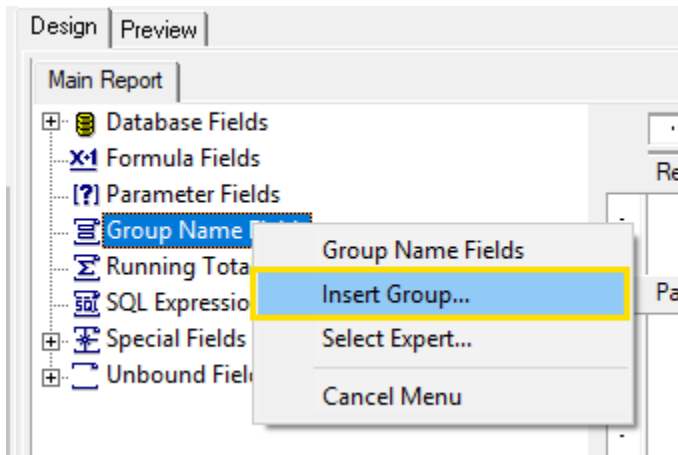 Design
Preview
Main Report
Database Fields
X+1 Formula Fields
[?] Parameter Fields
Group Name
Running Tota
SQL Expressio
Special Fields
Unbound Fiel
Group Name Fields
Insert Group...
Select Expert...
Cancel Menu
Re
Pa